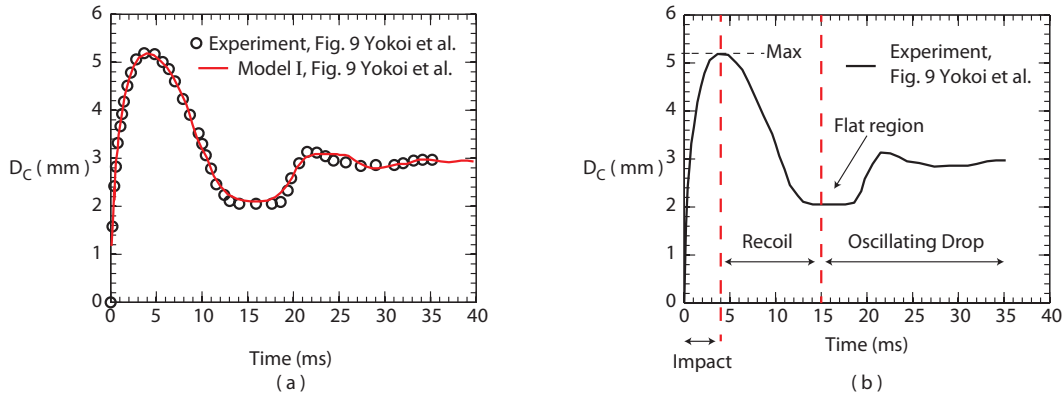 6
5
4
3
2
1
0
D_C ( mm )
Experiment, Fig. 9 Yokoi et al.
Model I, Fig. 9 Yokoi et al.
0 5 10 15 20 25 30 35 40
Time (ms)
( a )
6
5
4
3
2
1
0
D_C ( mm )
Max
Experiment,
Fig. 9 Yokoi et al.
Flat region
Recoil
Oscillating Drop
0 5 10 15 20 25 30 35 40
Impact
Time (ms)
( b )